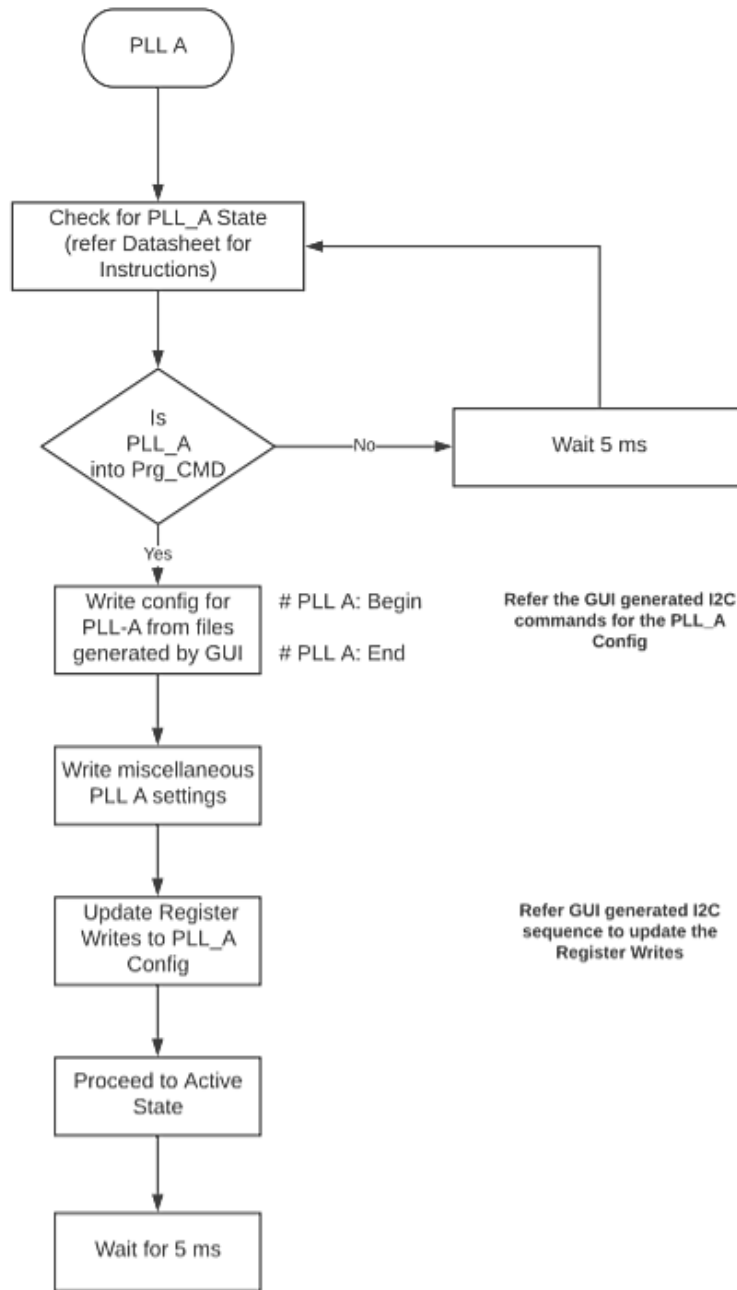 PLL A
Check for PLL_A State
(refer Datasheet for
Instructions)
Is
PLL_A
into Prg_CMD
No
Wait 5 ms
Yes
Write config for
PLL-A from files
generated by GUI
# PLL A: Begin
# PLL A: End
Refer the GUI generated I2C
commands for the PLL_A
Config
Write miscellaneous
PLL A settings
Update Register
Writes to PLL_A
Config
Refer GUI generated I2C
sequence to update the
Register Writes
Proceed to Active
State
Wait for 5 ms